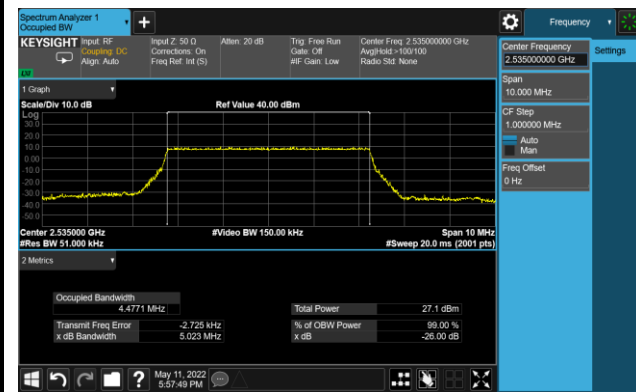 Spectrum Analyzer 1
Occupied BW
Frequency
KEYSIGHT
Input: RF
Coupling: DC
Align: Auto
Input Z: 50 Ω
Corrections: On
Freq Ref: Int (S)
Atten: 20 dB
Trig: Free Run
Gate: Off
#IF Gain: Low
Center Freq: 2.535000000 GHz
Avg|Hold:>100/100
Radio Std: None
Center Frequency
2.535000000 GHz
Settings
Span
10.000 MHz
CF Step
1.000000 MHz
Auto
Man
Freq Offset
0 Hz
1 Graph
Scale/Div 10.0 dB
Ref Value 40.00 dBm
Log
30.0
20.0
10.0
0.00
-10.0
-20.0
-30.0
-40.0
-50.0
Center 2.535000 GHz
#Video BW 150.00 kHz
Span 10 MHz
#Res BW 51.000 kHz
#Sweep 20.0 ms (2001 pts)
2 Metrics
Occupied Bandwidth
4.4771 MHz
Total Power
27.1 dBm
Transmit Freq Error
-2.725 kHz
% of OBW Power
99.00 %
x dB Bandwidth
5.023 MHz
x dB
-26.00 dB
May 11, 2022
5:57:49 PM